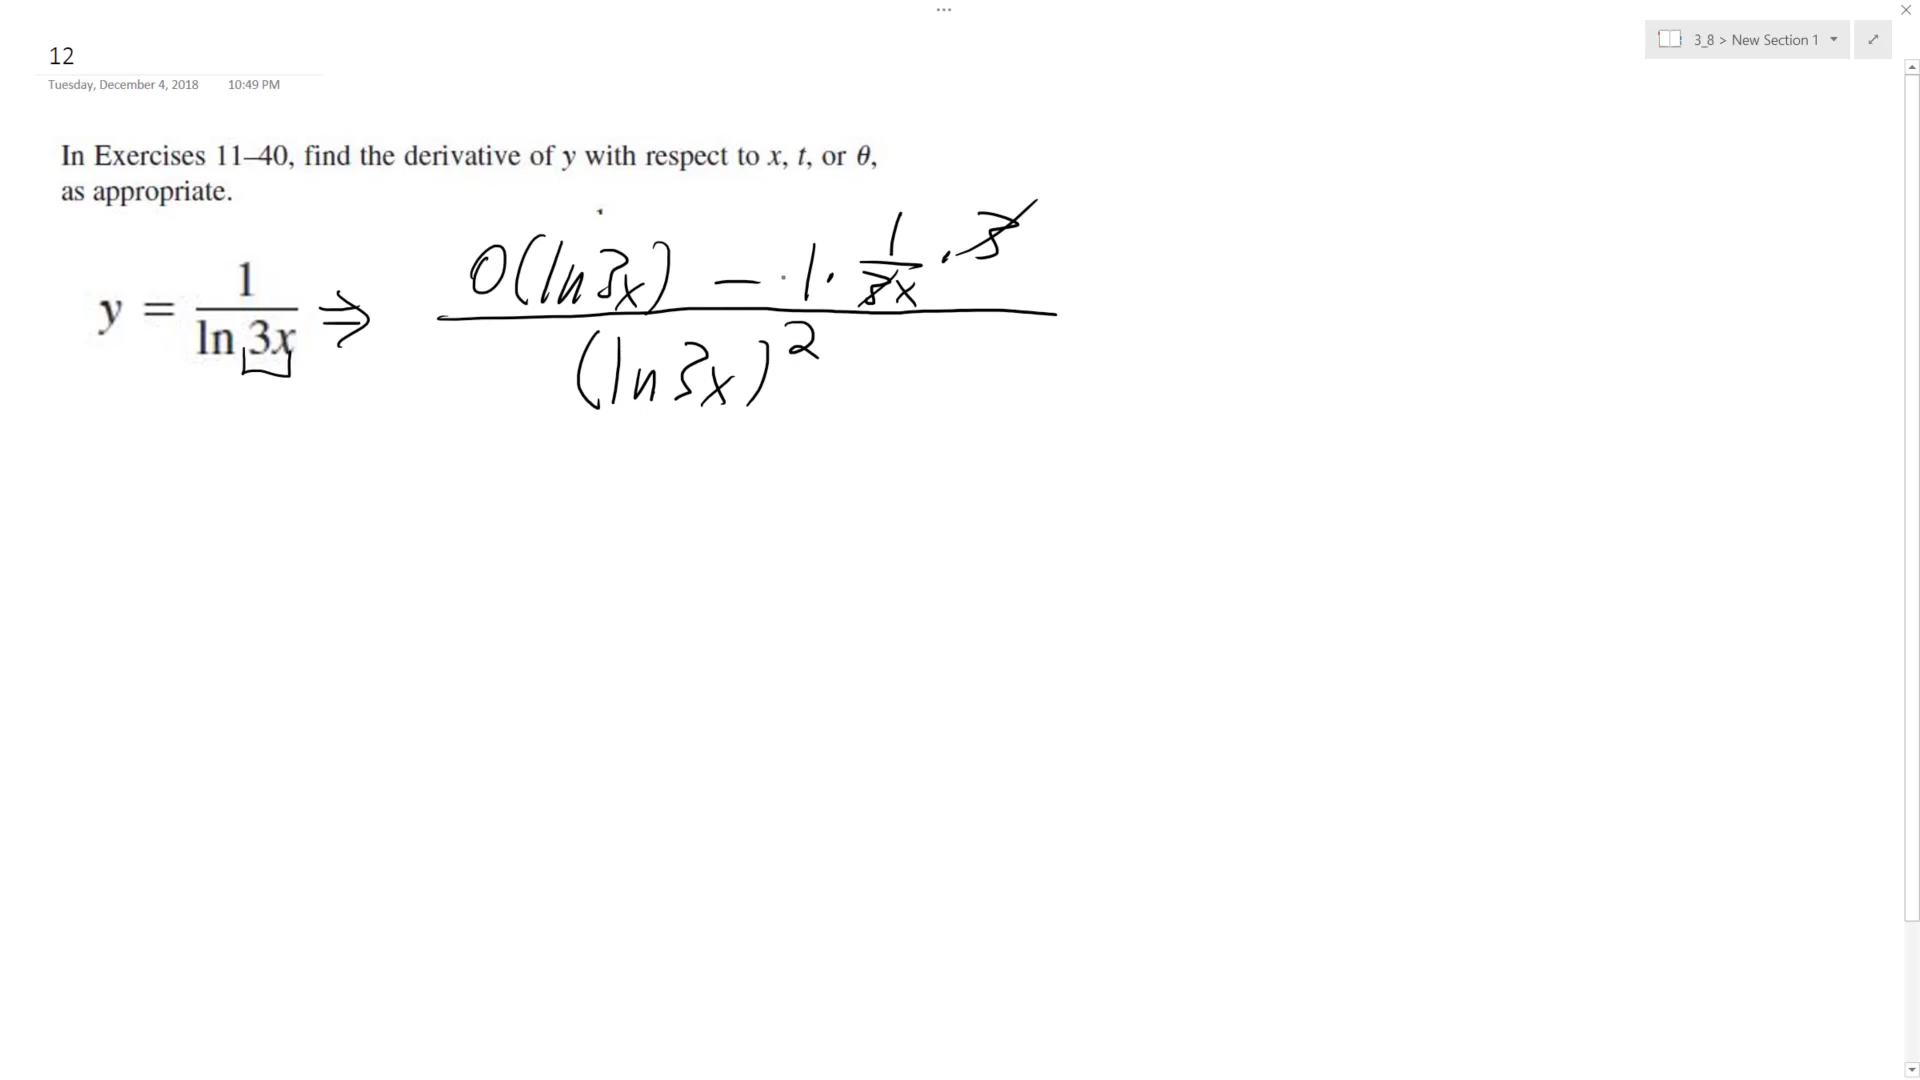 12
3_8 > New Section 1
Tuesday, December 4, 2018 10:49 PM
In Exercises 11–40, find the derivative of y with respect to x, t, or θ,
as appropriate.
y = 1/(ln 3x) ⇒ (0(ln 3x) − 1 · 1/(3x) · 3)/(ln 3x)²